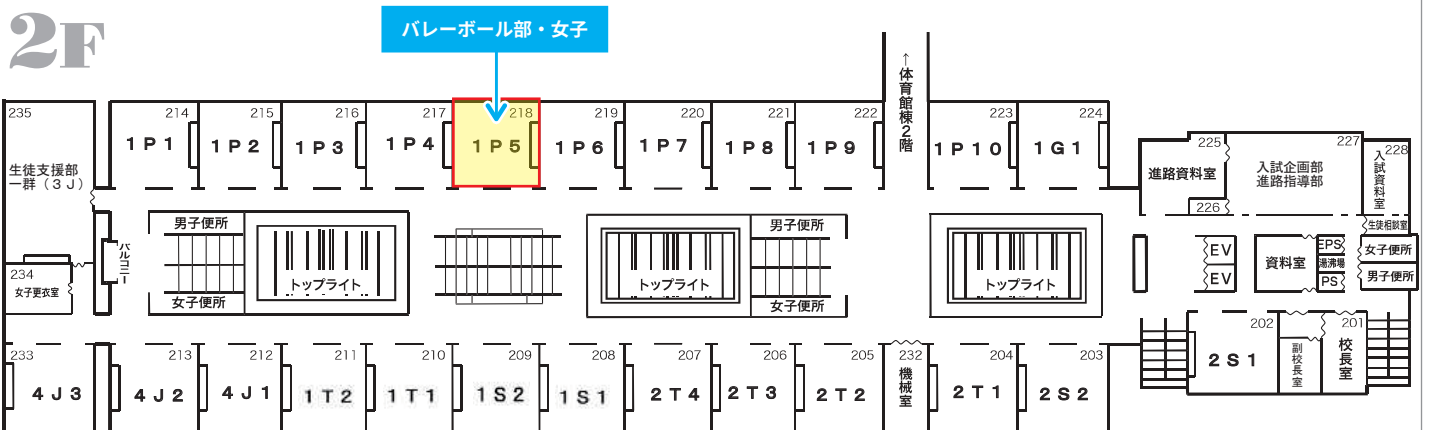 2F
バレーボール部・女子
↑体育館棟2階
235
生徒支援部
一群（3J）
214
1P1
215
1P2
216
1P3
217
1P4
218
1P5
219
1P6
220
1P7
221
1P8
222
1P9
223
1P10
224
1G1
225
進路資料室
226
227
入試企画部
進路指導部
228
入試資料室
生徒相談室
男子便所
トップライト
女子便所
バルコニー
トップライト
男子便所
女子便所
トップライト
EV
EV
資料室
EPS
湯沸場
PS
女子便所
男子便所
234
女子更衣室
233
4J3
213
4J2
212
4J1
211
1T2
210
1T1
209
1S2
208
1S1
207
2T4
206
2T3
205
2T2
232
機械室
204
2T1
203
2S2
202
2S1
副校長室
201
校長室